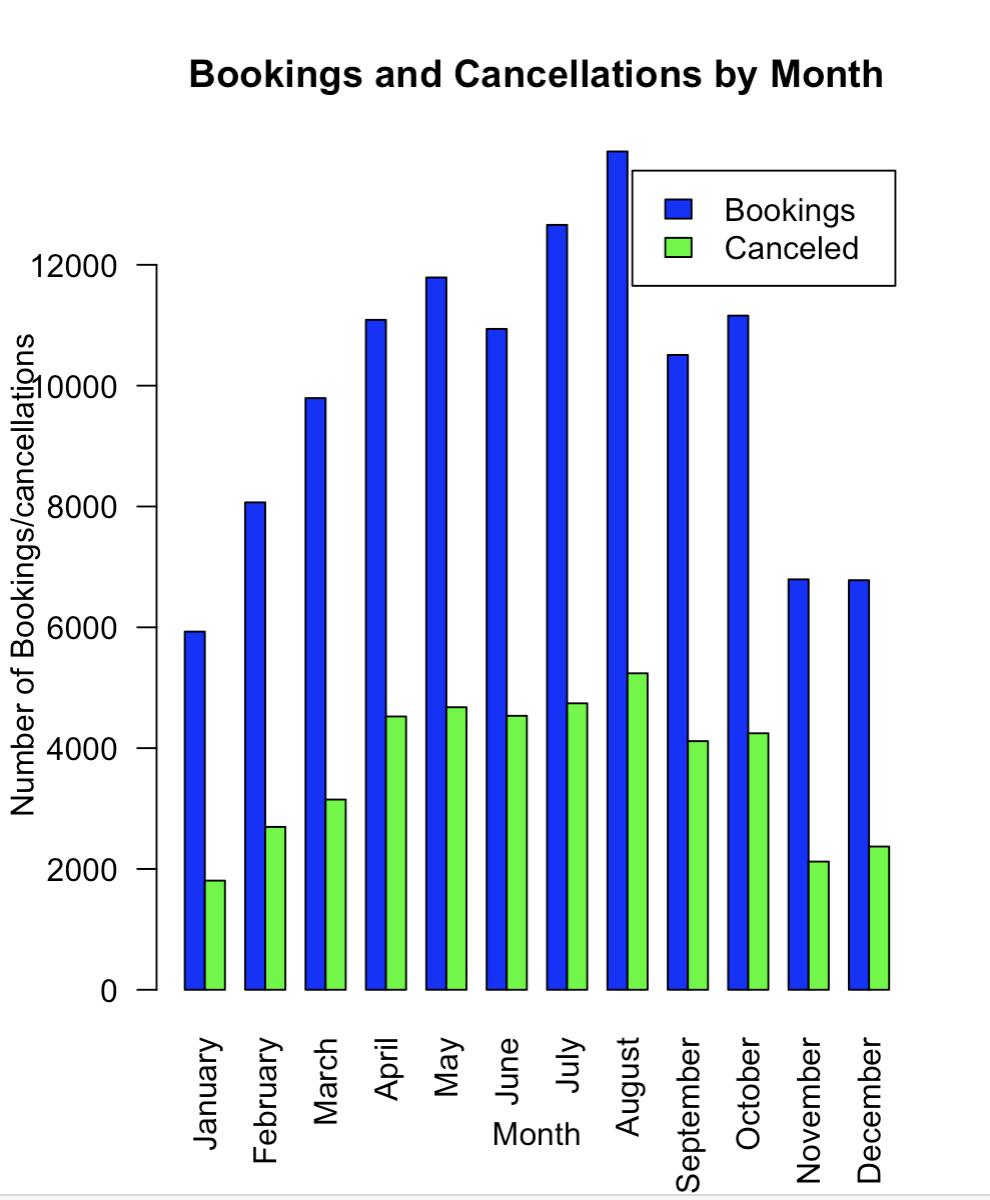 Bookings and Cancellations by Month
Bookings
Canceled
Number of Bookings/cancellations
12000
10000
8000
6000
4000
2000
0
January
February
March
April
May
June
July
August
September
October
November
December
Month